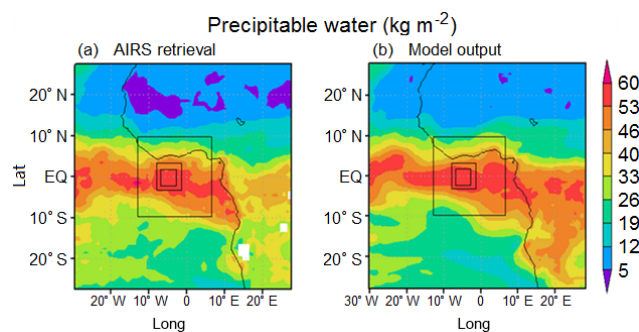 Precipitable water (kg m-2)
(a) AIRS retrieval
(b) Model output
Lat
20° N
10° N
EQ
10° S
20° S
20° W
10° W
0
10° E
20° E
Long
20° N
10° N
EQ
10° S
20° S
30° W
20° W
10° W
0
10° E
20° E
Long
60
53
46
40
33
26
19
12
5